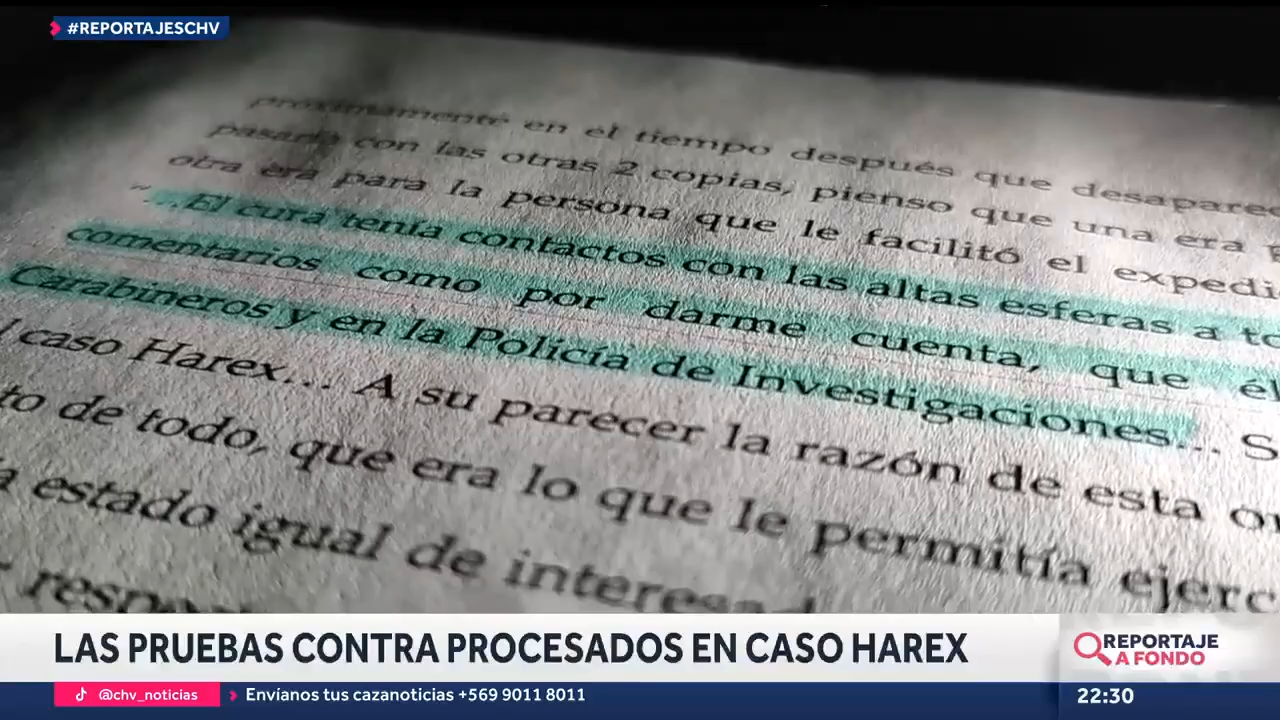 #REPORTAJESCHV
próximamente en el tiempo después que
pasaría con las otras 2 copias, pienso que una era
otra era para la persona que le facilitó el
"...El cura tenía contactos con las altas esferas a
comentarios como por darme cuenta, que él
Carabineros y en la Policía de Investigaciones...
caso Harex... A su parecer la razón de esta
de todo, que era lo que le permitía
estado igual de
LAS PRUEBAS CONTRA PROCESADOS EN CASO HAREX
REPORTAJE
A FONDO
@chv_noticias
Envíanos tus cazanoticias +569 9011 8011
22:30